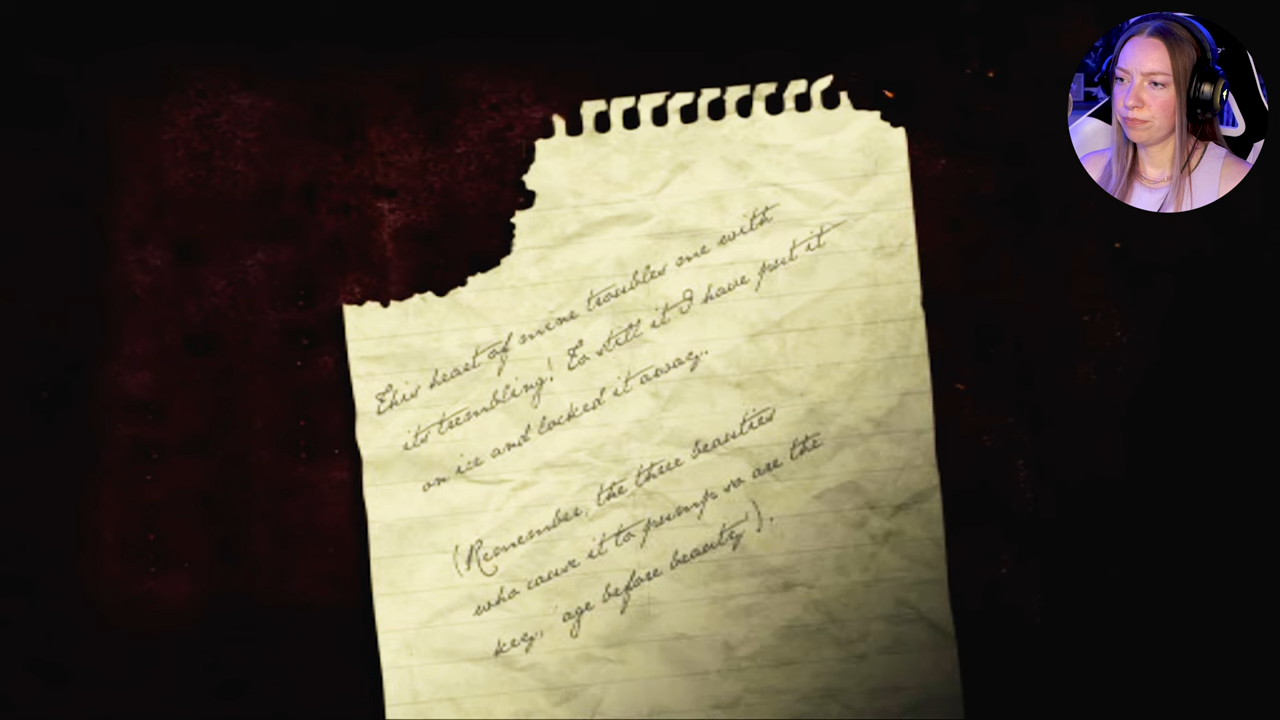 This heart of mine troubles me with
its trembling! To still it I have put it
on ice and locked it away..
(Remember, the three beauties
who cause it to pump so are the
key, 'age before beauty').